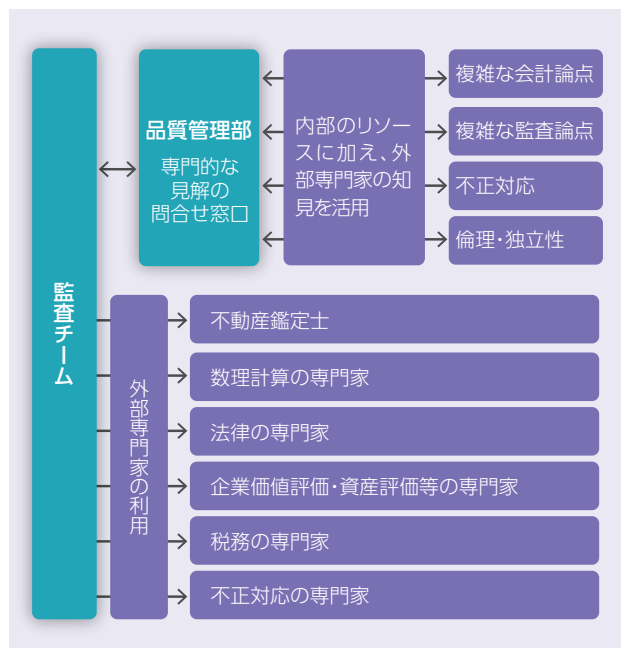 監査チーム
品質管理部
専門的な
見解の
問合せ窓口
内部のリソー
スに加え、外
部専門家の知
見を活用
複雑な会計論点
複雑な監査論点
不正対応
倫理・独立性
外部専門家の利用
不動産鑑定士
数理計算の専門家
法律の専門家
企業価値評価・資産評価等の専門家
税務の専門家
不正対応の専門家